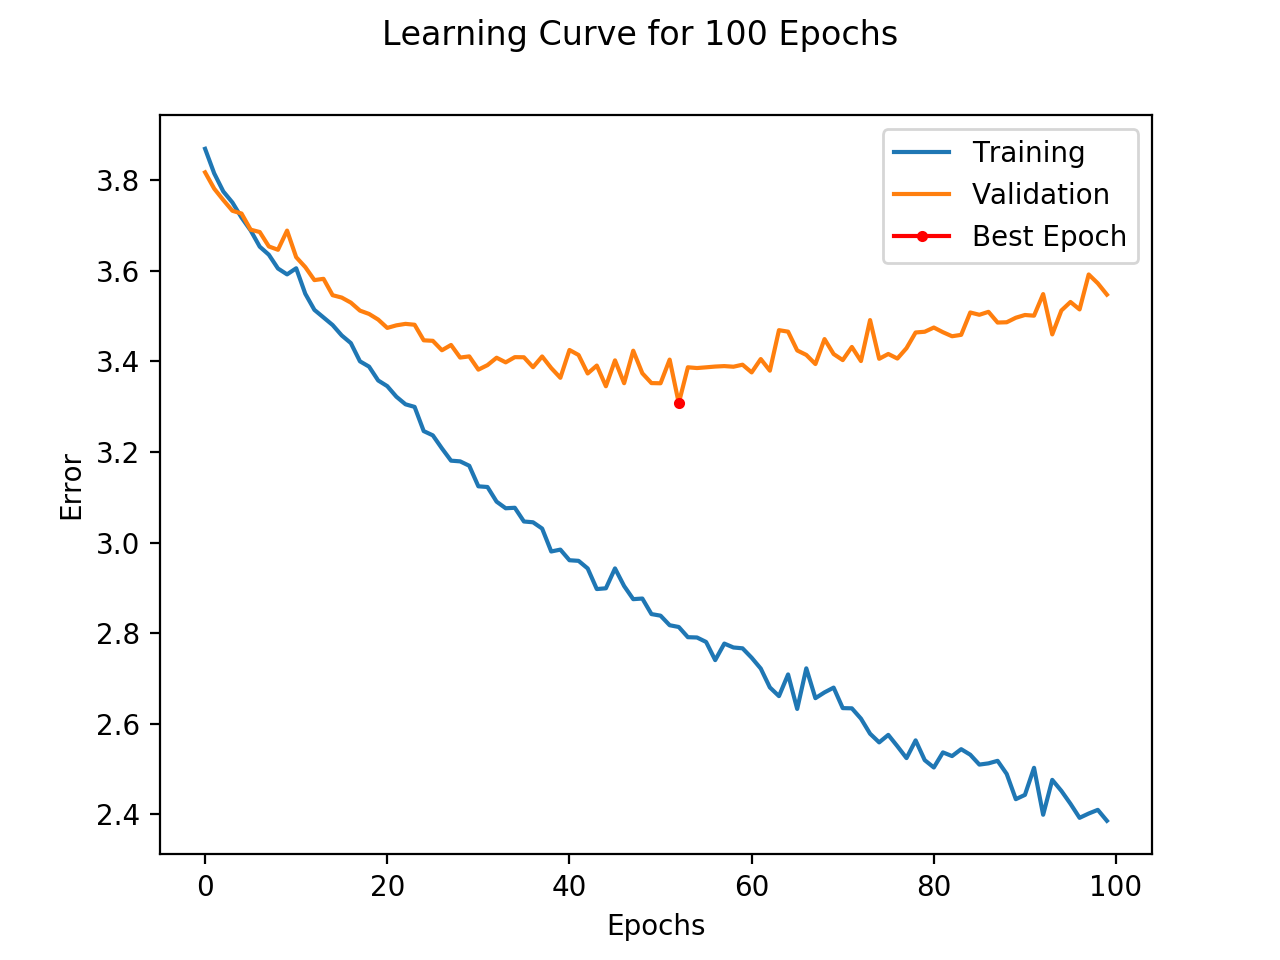 Learning Curve for 100 Epochs
Training
Validation
Best Epoch
3.8
3.6
3.4
3.2
3.0
2.8
2.6
2.4
Error
0 20 40 60 80 100
Epochs